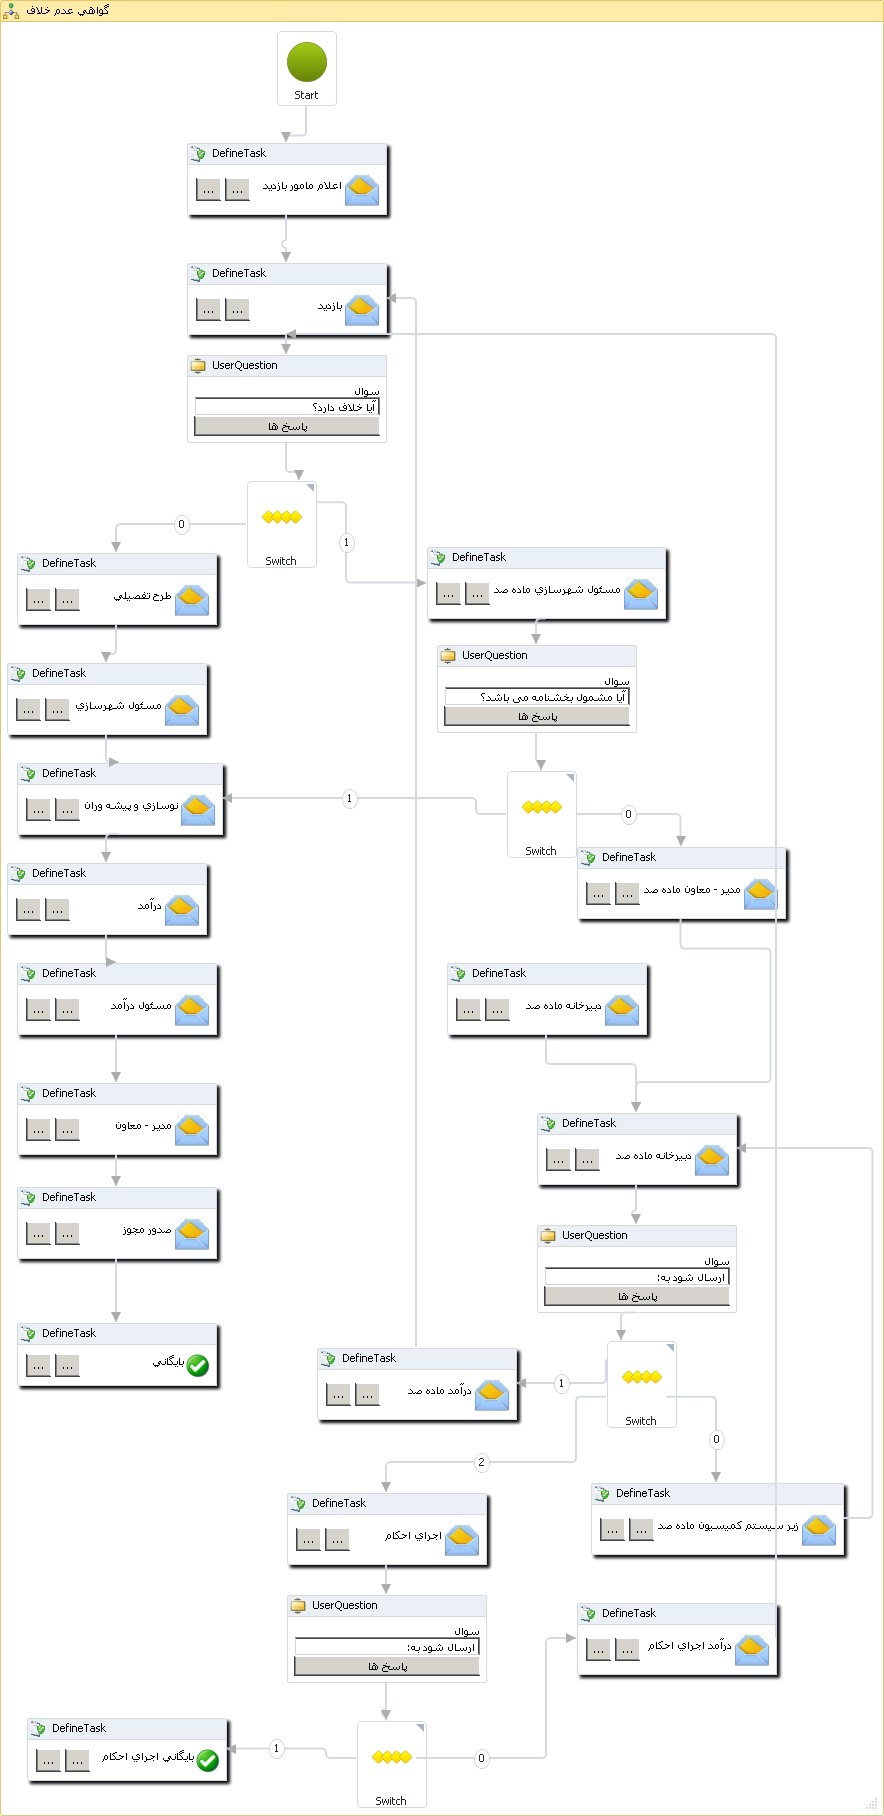 گواهي عدم خلاف
Start
DefineTask
اعلام مامور بازديد
... ...
DefineTask
بازديد
... ...
UserQuestion
سوال
آيا خلاف دارد؟
پاسخ ها
Switch
0
1
DefineTask
طرح تفصيلي
... ...
DefineTask
مسئول شهرسازي ماده صد
... ...
DefineTask
مسئول شهرسازي
... ...
UserQuestion
سوال
آيا مشمول بخشنامه می باشد؟
پاسخ ها
DefineTask
نوسازي و پيشه وران
... ...
1
Switch
0
DefineTask
مدير - معاون ماده صد
... ...
DefineTask
درآمد
... ...
DefineTask
مسئول درآمد
... ...
DefineTask
دبيرخانه ماده صد
... ...
DefineTask
مدير - معاون
... ...
DefineTask
دبيرخانه ماده صد
... ...
DefineTask
صدور مجوز
... ...
UserQuestion
سوال
ارسال شود به:
پاسخ ها
DefineTask
بايگاني
... ...
DefineTask
درآمد ماده صد
... ...
1
Switch
0
2
DefineTask
اجراي احكام
... ...
DefineTask
زير سيستم كميسيون ماده صد
... ...
UserQuestion
سوال
ارسال شود به:
پاسخ ها
DefineTask
درآمد اجراي احكام
... ...
DefineTask
بايگاني اجراي احكام
... ...
1
Switch
0